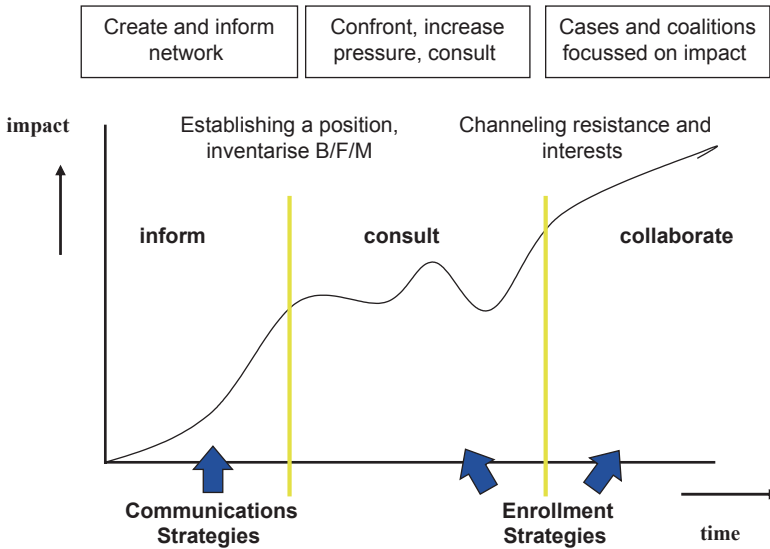 Create and inform
network
Confront, increase
pressure, consult
Cases and coalitions
focussed on impact
impact
Establishing a position,
inventarise B/F/M
Channeling resistance and
interests
inform
consult
collaborate
Communications
Strategies
Enrollment
Strategies
time